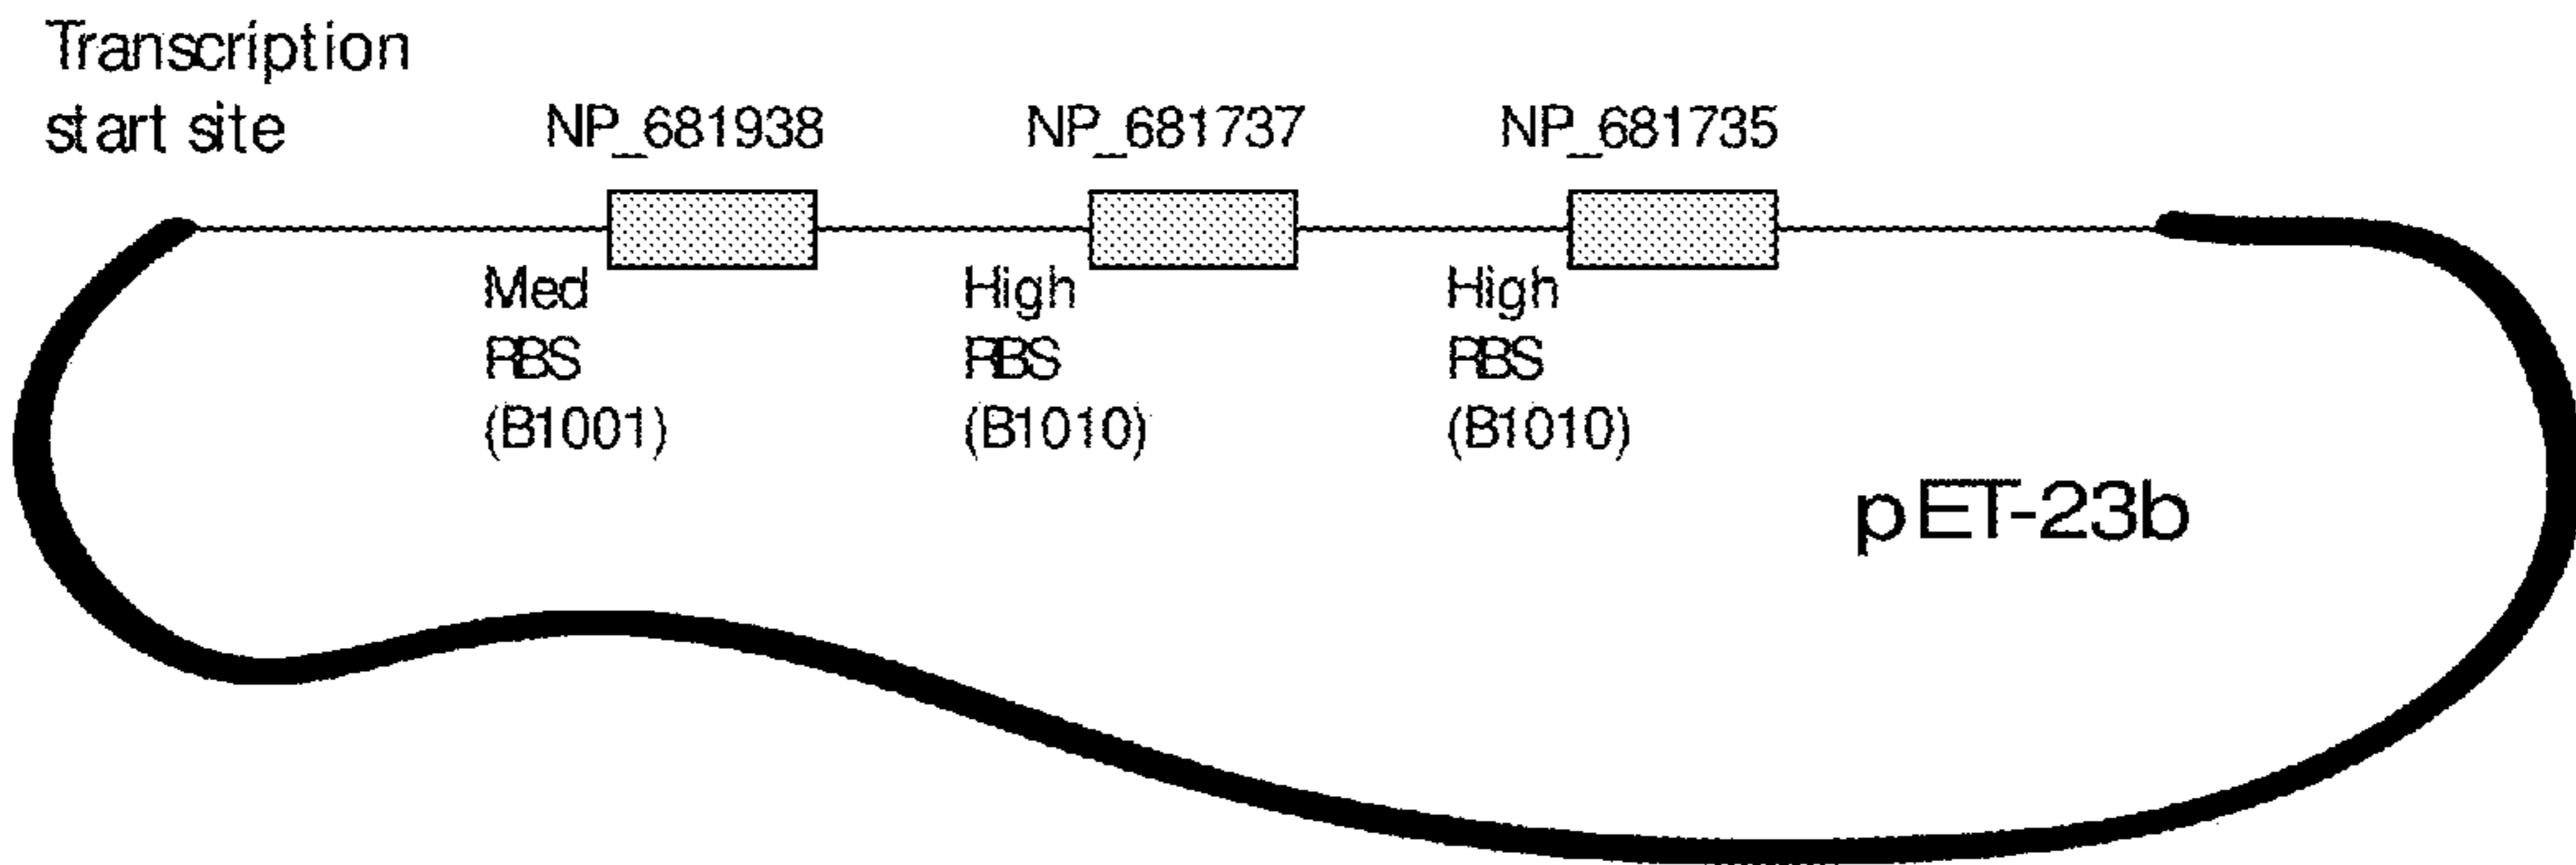 Transcription
start site
NP_681938
NP_681737
NP_681735
Med
RBS
(B1001)
High
RBS
(B1010)
High
RBS
(B1010)
pET-23b